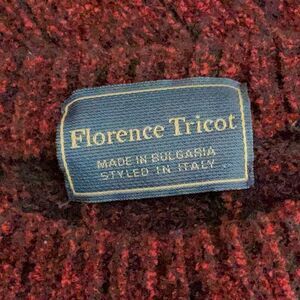 Florence Tricot
MADE IN BULGARIA
STYLED IN ITALY